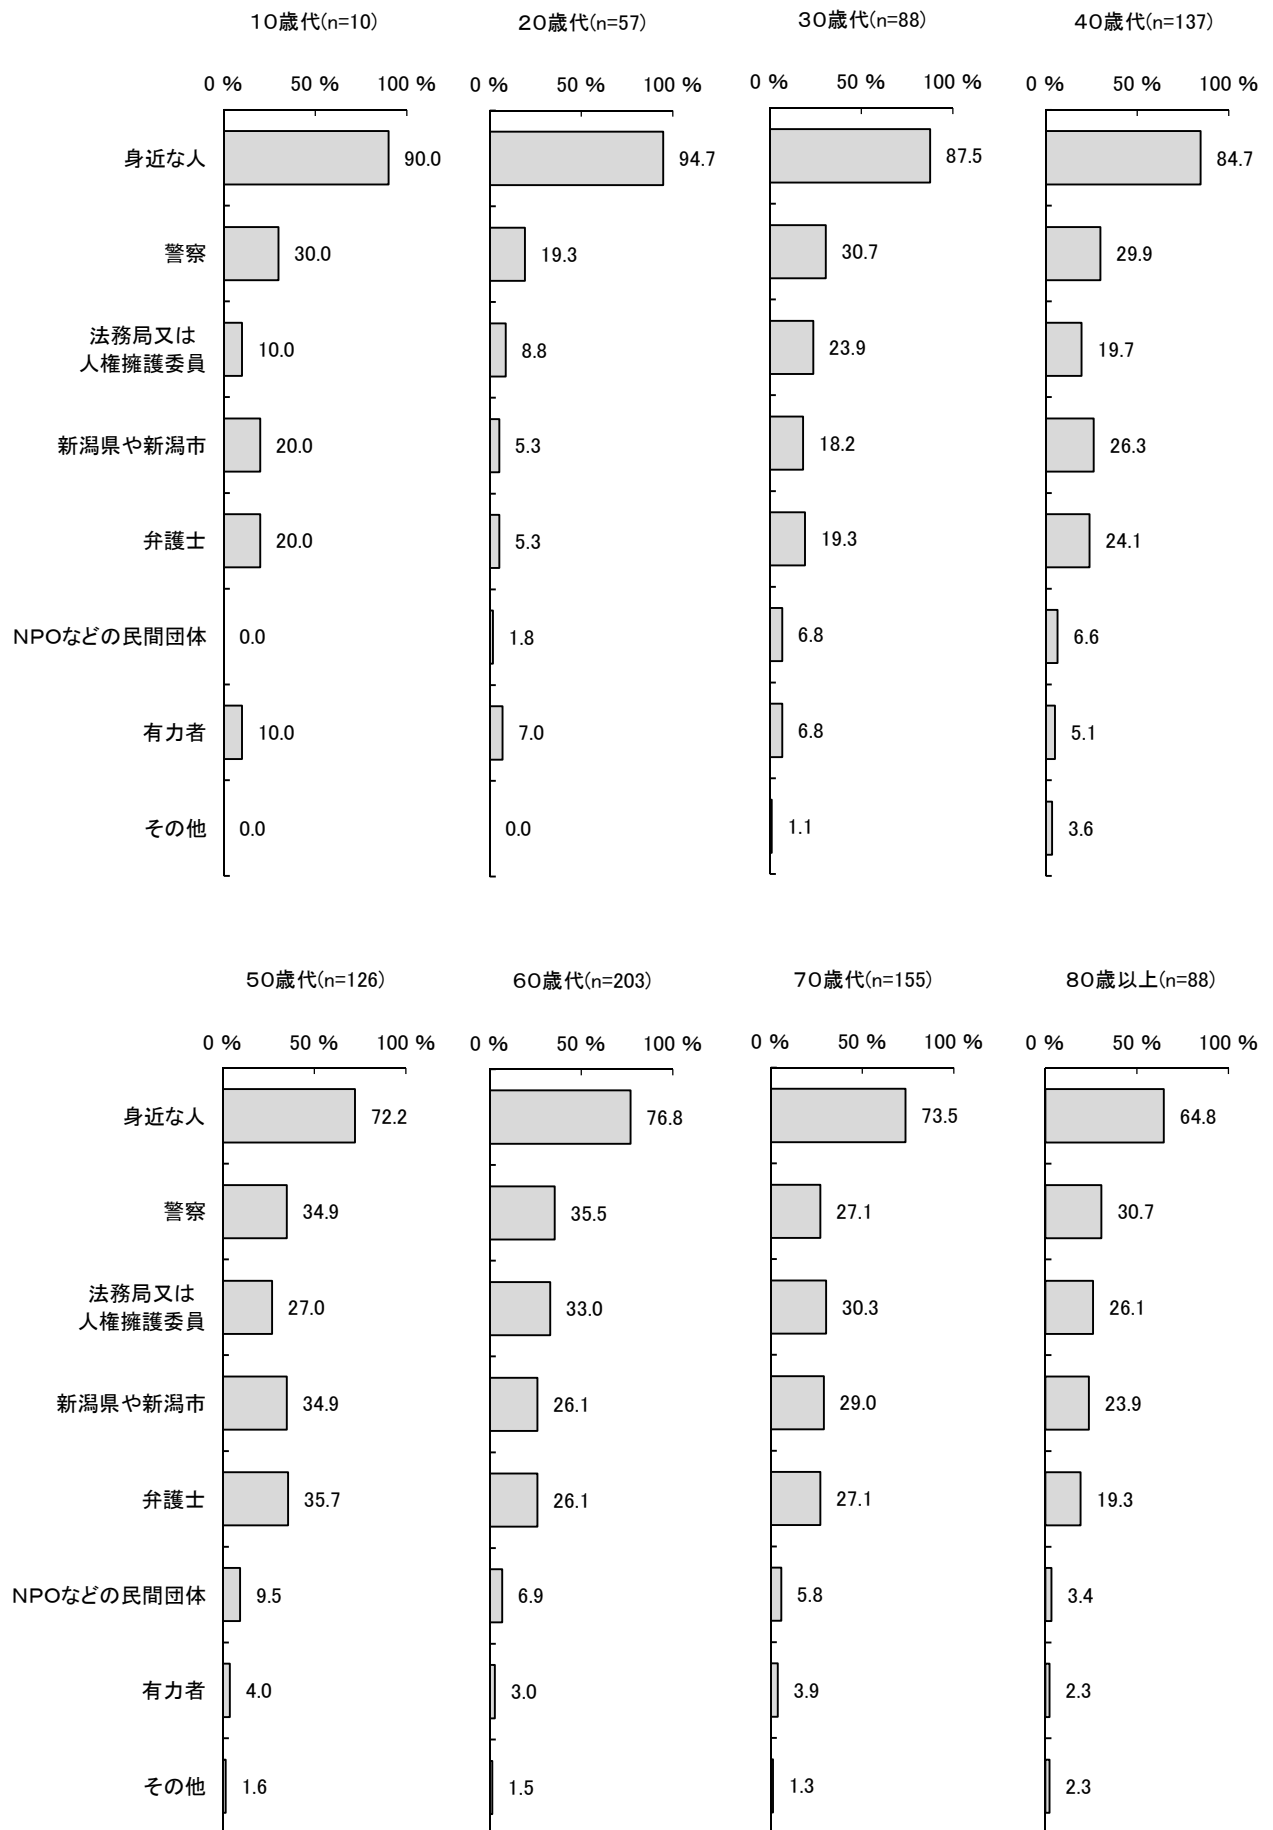 10歳代(n=10)
20歳代(n=57)
30歳代(n=88)
40歳代(n=137)
0 % 50 % 100 %
0 % 50 % 100 %
0 % 50 % 100 %
0 % 50 % 100 %
身近な人 90.0 94.7 87.5 84.7
警察 30.0 19.3 30.7 29.9
法務局又は
人権擁護委員 10.0 8.8 23.9 19.7
新潟県や新潟市 20.0 5.3 18.2 26.3
弁護士 20.0 5.3 19.3 24.1
NPOなどの民間団体 0.0 1.8 6.8 6.6
有力者 10.0 7.0 6.8 5.1
その他 0.0 0.0 1.1 3.6
50歳代(n=126)
60歳代(n=203)
70歳代(n=155)
80歳以上(n=88)
0 % 50 % 100 %
0 % 50 % 100 %
0 % 50 % 100 %
0 % 50 % 100 %
身近な人 72.2 76.8 73.5 64.8
警察 34.9 35.5 27.1 30.7
法務局又は
人権擁護委員 27.0 33.0 30.3 26.1
新潟県や新潟市 34.9 26.1 29.0 23.9
弁護士 35.7 26.1 27.1 19.3
NPOなどの民間団体 9.5 6.9 5.8 3.4
有力者 4.0 3.0 3.9 2.3
その他 1.6 1.5 1.3 2.3